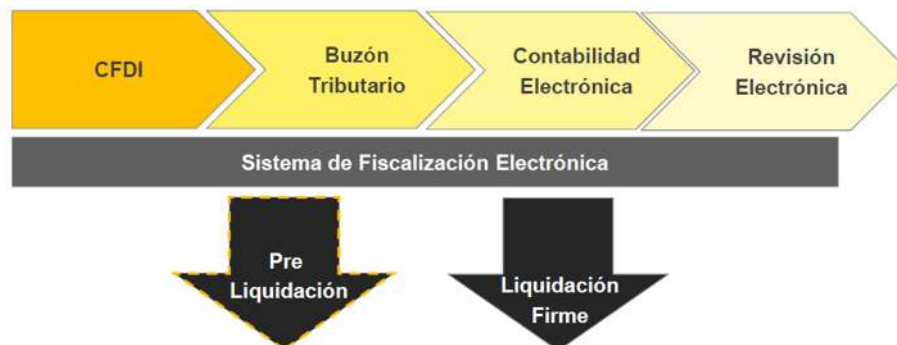 CFDI
Buzón
Tributario
Contabilidad
Electrónica
Revisión
Electrónica
Sistema de Fiscalización Electrónica
Pre
Liquidación
Liquidación
Firme